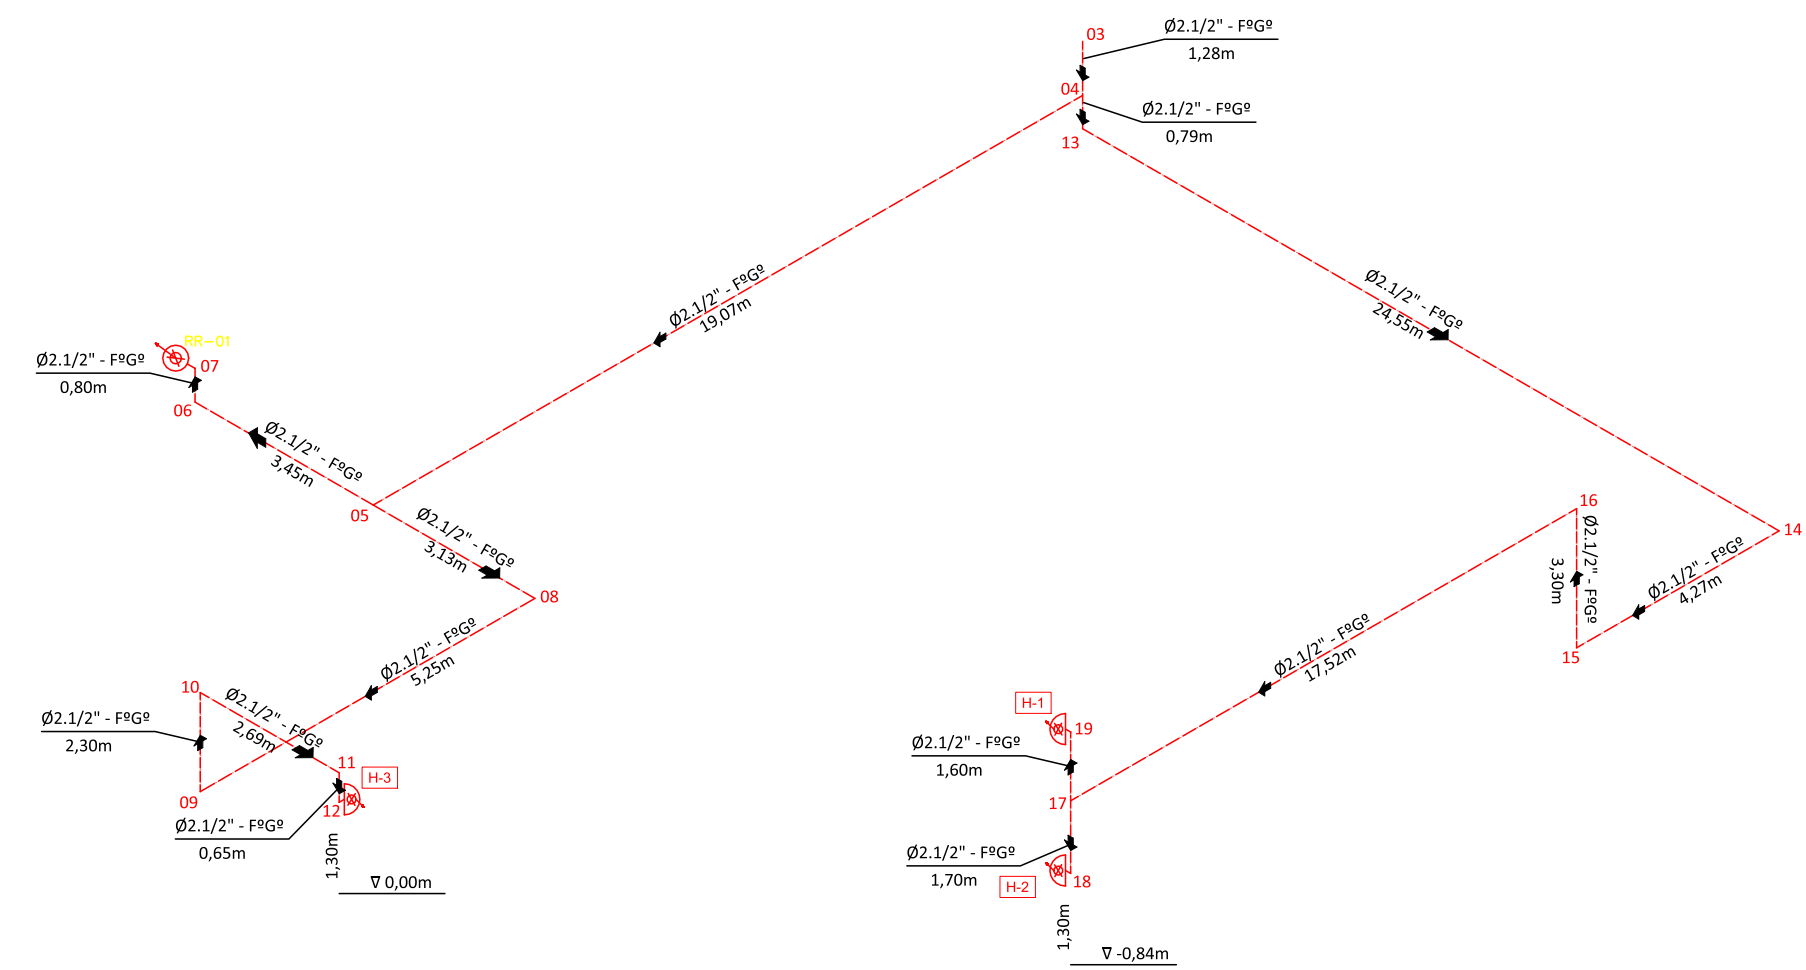 Ø2.1/2" - FºGº
1,28m
03
04
Ø2.1/2" - FºGº
0,79m
13
Ø2.1/2" - FºGº
19,07m
Ø2.1/2" - FºGº
24,55m
RR-01
07
Ø2.1/2" - FºGº
0,80m
06
Ø2.1/2" - FºGº
3,45m
05
Ø2.1/2" - FºGº
3,13m
08
16
14
Ø2.1/2" - FºGº
3,30m
Ø2.1/2" - FºGº
4,27m
15
Ø2.1/2" - FºGº
5,25m
Ø2.1/2" - FºGº
17,52m
10
Ø2.1/2" - FºGº
2,69m
Ø2.1/2" - FºGº
2,30m
11
H-3
09
12
Ø2.1/2" - FºGº
0,65m
1,30m
∇ 0,00m
H-1
19
Ø2.1/2" - FºGº
1,60m
17
Ø2.1/2" - FºGº
1,70m
H-2
18
1,30m
∇ -0,84m